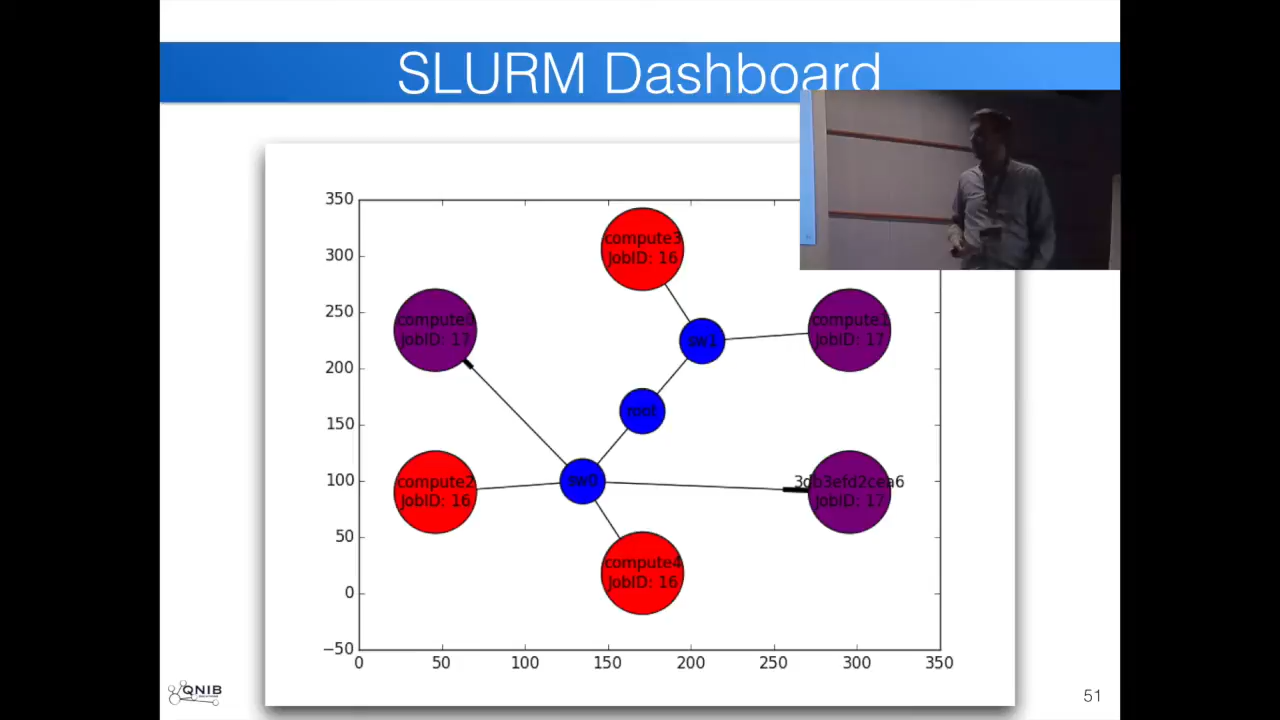 SLURM Dashboard
350
300
250
200
150
100
50
0
−50
0 50 100 150 200 250 300 350
compute3
JobID: 16
compute0
JobID: 17
sw1
JobID: 17
root
compute2
JobID: 16
sw0
3db3efd2cea6
JobID: 17
compute4
JobID: 16
QNIB
51